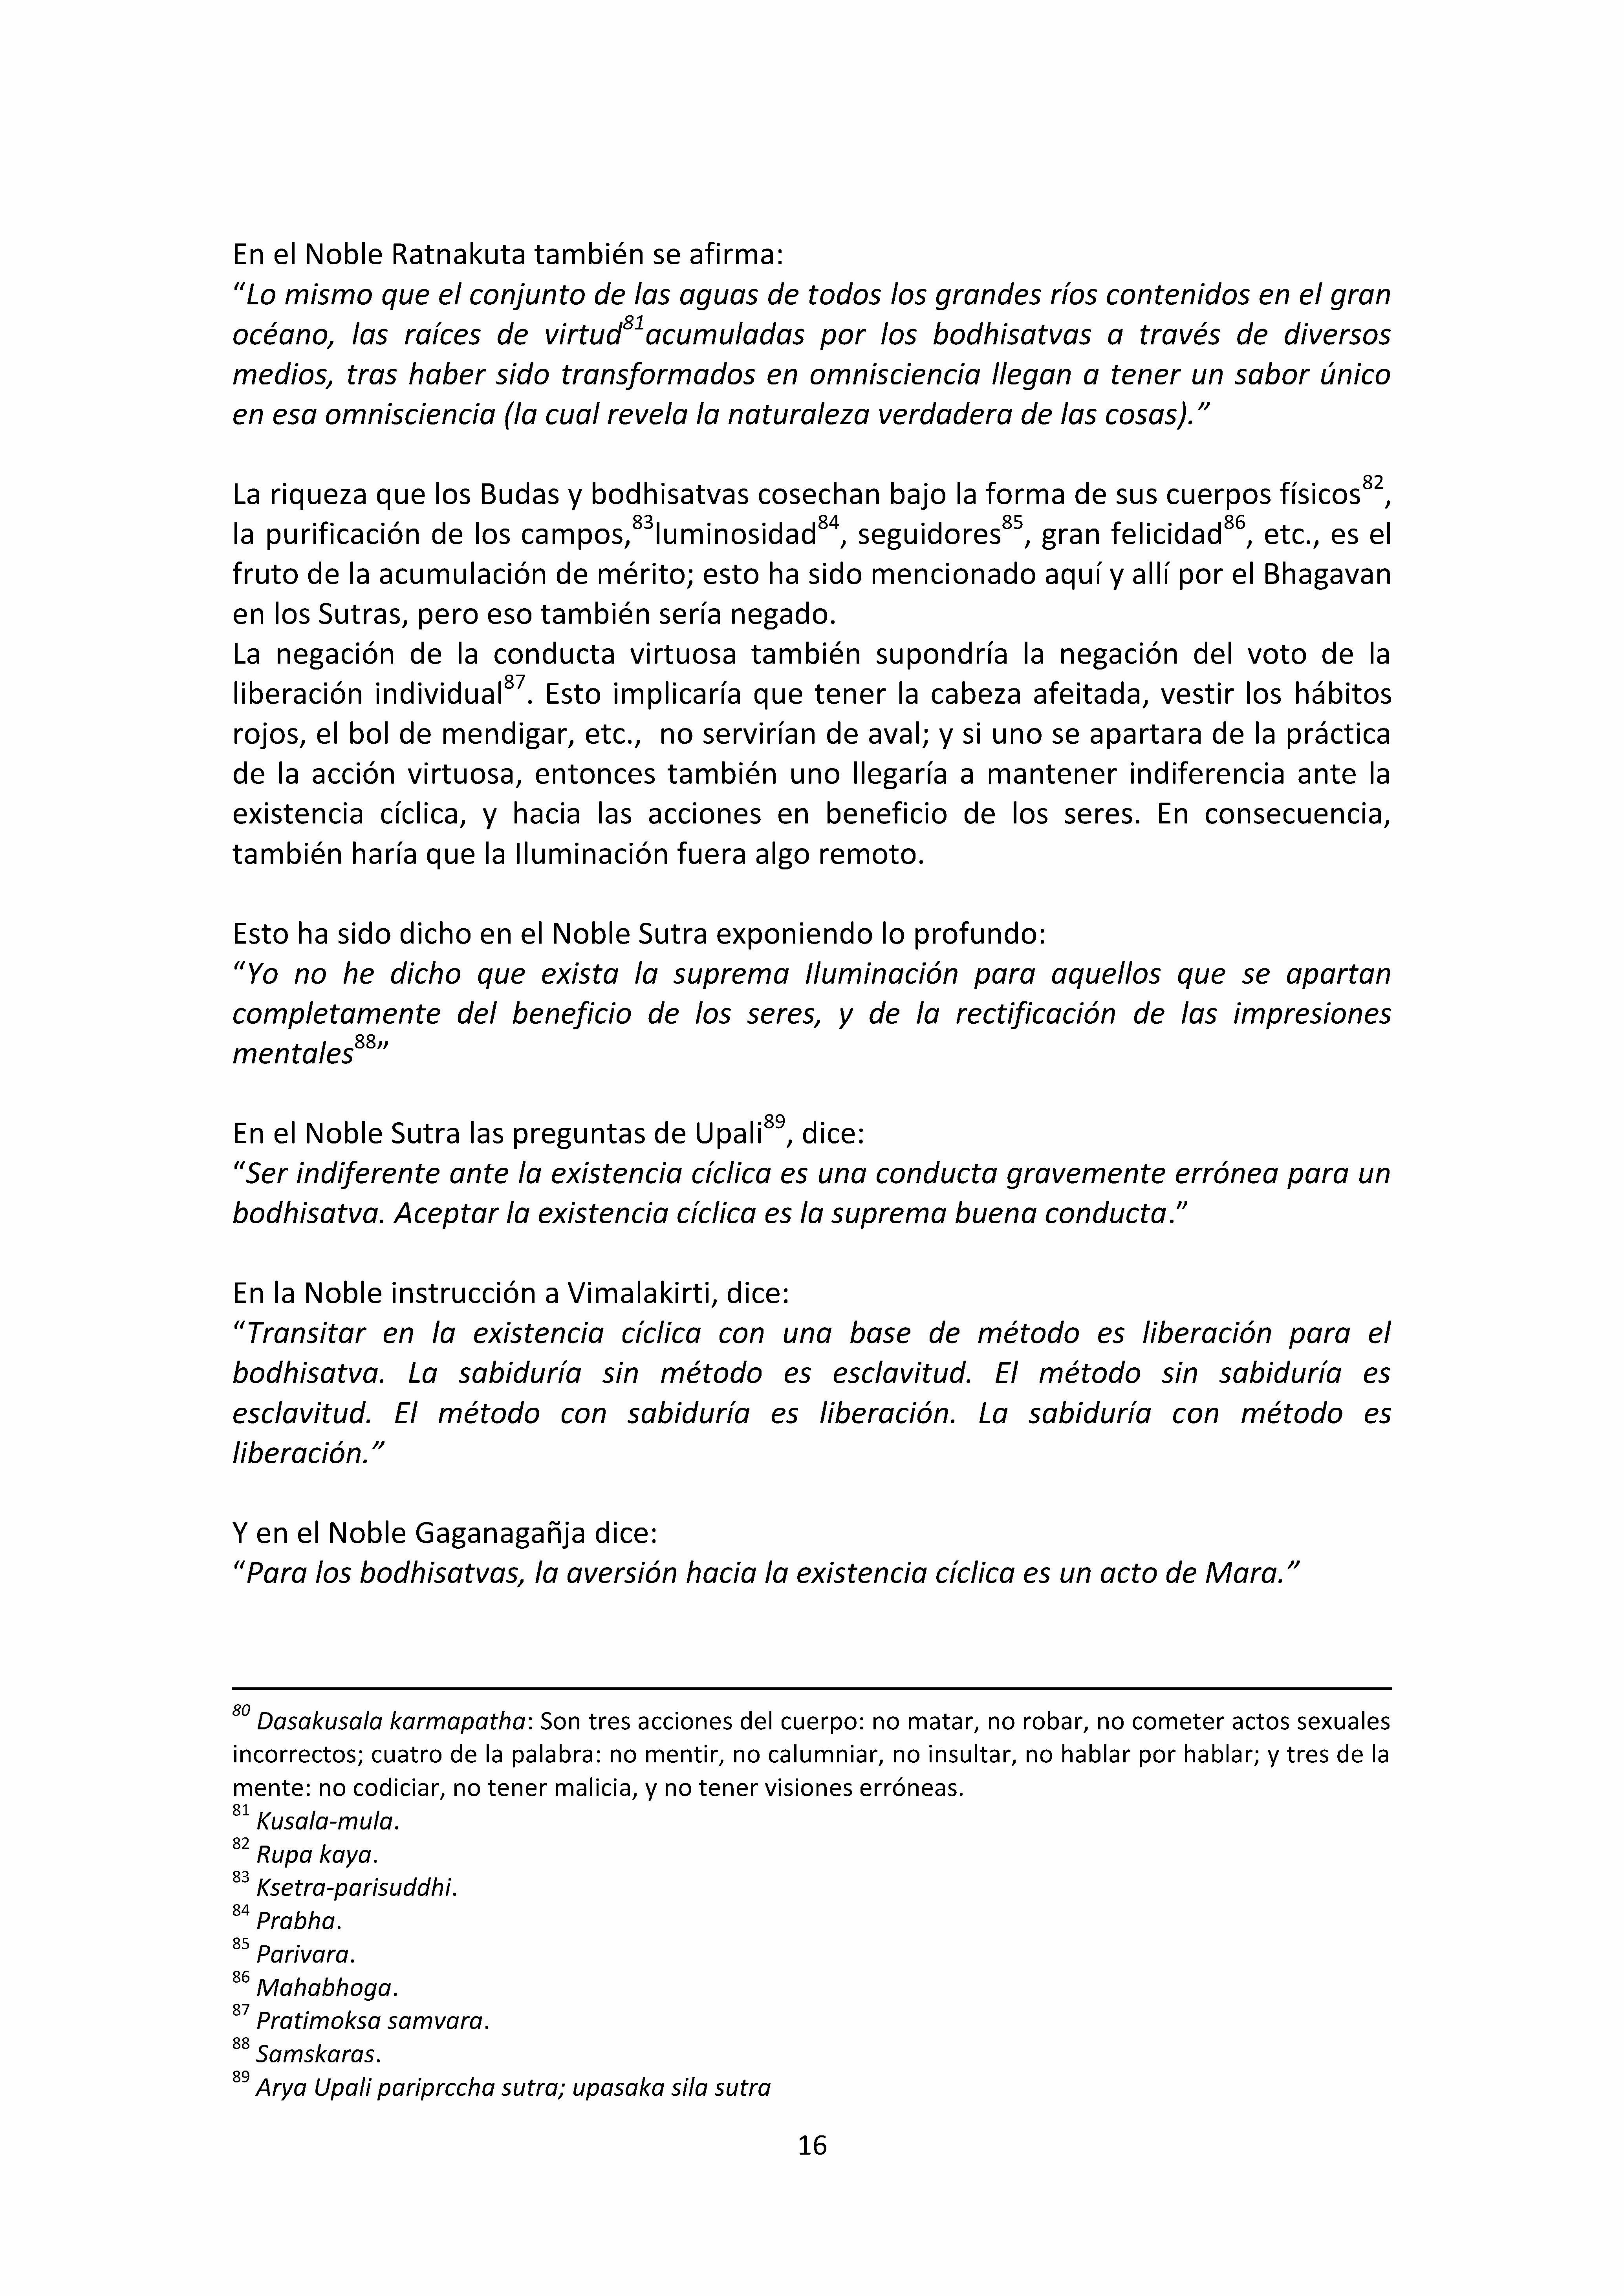 En el Noble Ratnakuta también se afirma:
“Lo mismo que el conjunto de las aguas de todos los grandes ríos contenidos en el gran
océano, las raíces de virtud81acumuladas por los bodhisatvas a través de diversos
medios, tras haber sido transformados en omnisciencia llegan a tener un sabor único
en esa omnisciencia (la cual revela la naturaleza verdadera de las cosas).”
La riqueza que los Budas y bodhisatvas cosechan bajo la forma de sus cuerpos físicos82,
la purificación de los campos,83luminosidad84, seguidores85, gran felicidad86, etc., es el
fruto de la acumulación de mérito; esto ha sido mencionado aquí y allí por el Bhagavan
en los Sutras, pero eso también sería negado.
La negación de la conducta virtuosa también supondría la negación del voto de la
liberación individual87. Esto implicaría que tener la cabeza afeitada, vestir los hábitos
rojos, el bol de mendigar, etc.,  no servirían de aval; y si uno se apartara de la práctica
de la acción virtuosa, entonces también uno llegaría a mantener indiferencia ante la
existencia cíclica, y hacia las acciones en beneficio de los seres. En consecuencia,
también haría que la Iluminación fuera algo remoto.
Esto ha sido dicho en el Noble Sutra exponiendo lo profundo:
“Yo no he dicho que exista la suprema Iluminación para aquellos que se apartan
completamente del beneficio de los seres, y de la rectificación de las impresiones
mentales88”
En el Noble Sutra las preguntas de Upali89, dice:
“Ser indiferente ante la existencia cíclica es una conducta gravemente errónea para un
bodhisatva. Aceptar la existencia cíclica es la suprema buena conducta.”
En la Noble instrucción a Vimalakirti, dice:
“Transitar en la existencia cíclica con una base de método es liberación para el
bodhisatva. La sabiduría sin método es esclavitud. El método sin sabiduría es
esclavitud. El método con sabiduría es liberación. La sabiduría con método es
liberación.”
Y en el Noble Gaganagañja dice:
“Para los bodhisatvas, la aversión hacia la existencia cíclica es un acto de Mara.”
80 Dasakusala karmapatha: Son tres acciones del cuerpo: no matar, no robar, no cometer actos sexuales
incorrectos; cuatro de la palabra: no mentir, no calumniar, no insultar, no hablar por hablar; y tres de la
mente: no codiciar, no tener malicia, y no tener visiones erróneas.
81 Kusala-mula.
82 Rupa kaya.
83 Ksetra-parisuddhi.
84 Prabha.
85 Parivara.
86 Mahabhoga.
87 Pratimoksa samvara.
88 Samskaras.
89 Arya Upali pariprccha sutra; upasaka sila sutra
16